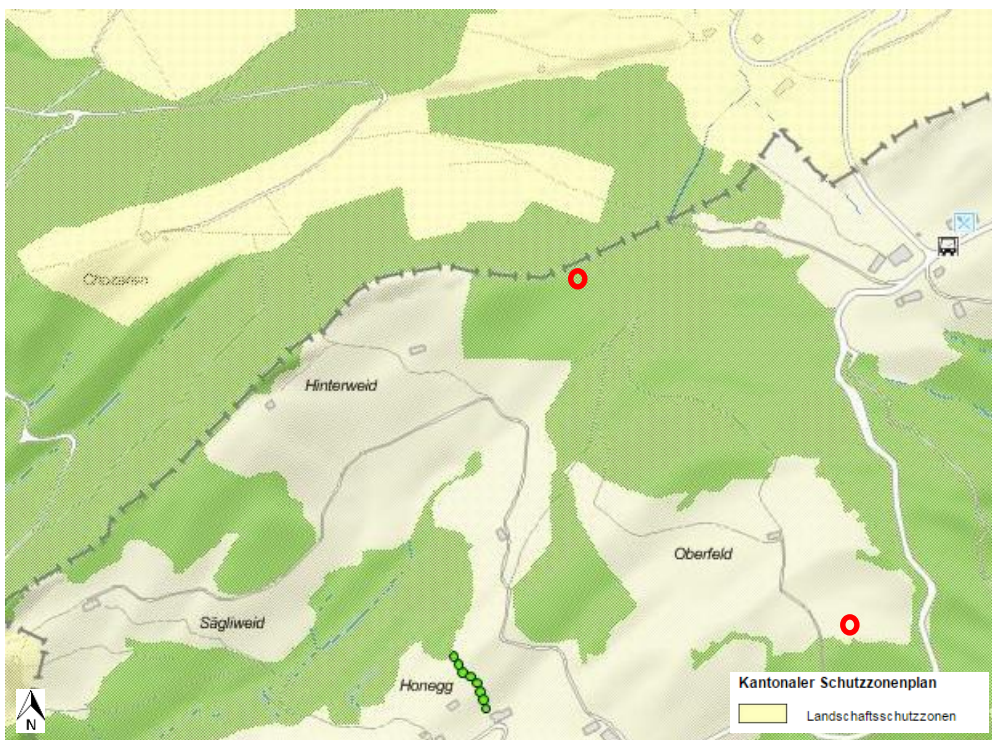 Chozeren
Hinterweid
Oberfeld
Sägliweid
Honegg
Kantonaler Schutzzonenplan
Landschaftsschutzzonen
N